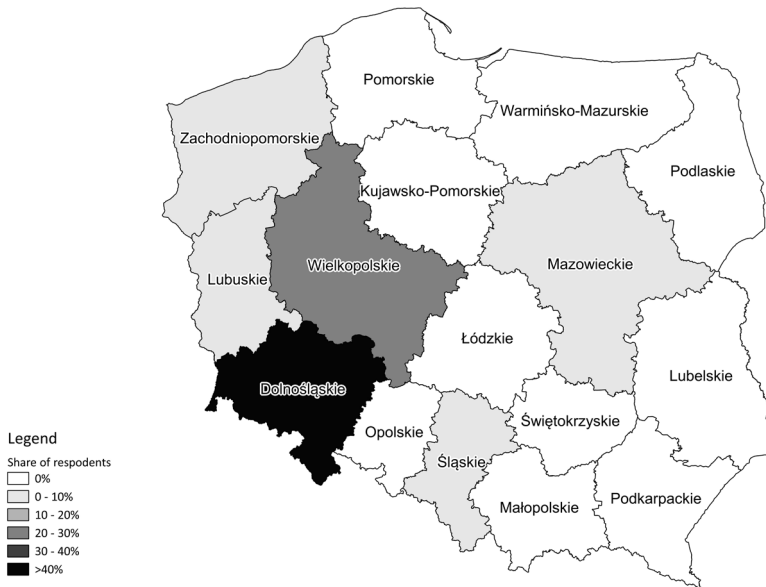 Pomorskie
Warmińsko-Mazurskie
Zachodniopomorskie
Podlaskie
Kujawsko-Pomorskie
Wielkopolskie
Mazowieckie
Lubuskie
Łódzkie
Lubelskie
Dolnośląskie
Świętokrzyskie
Opolskie
Śląskie
Podkarpackie
Małopolskie
Legend
Share of respodents
0%
0 - 10%
10 - 20%
20 - 30%
30 - 40%
>40%